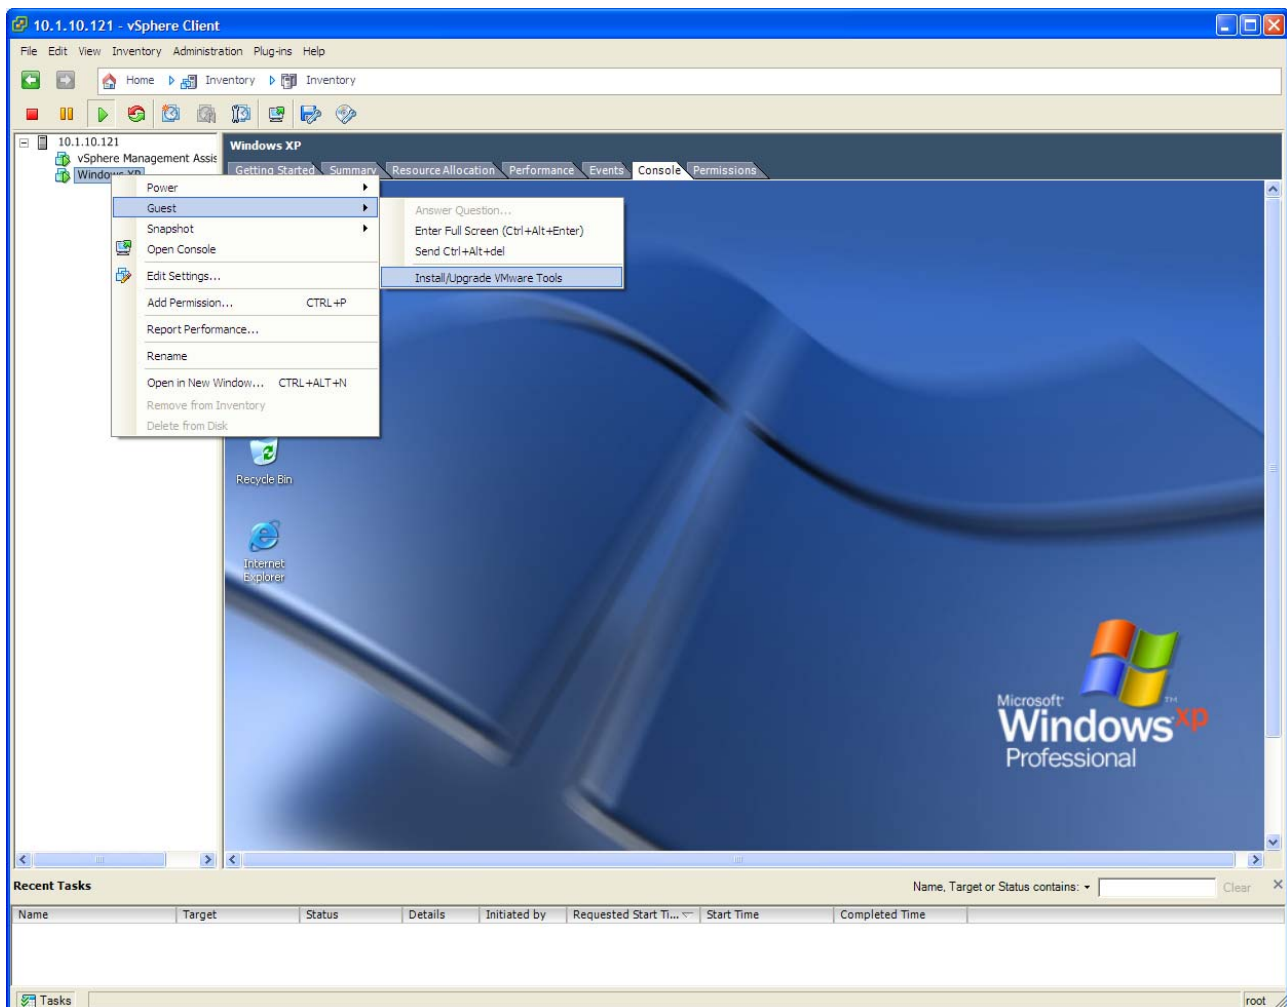 10.1.10.121 - vSphere Client
File Edit View Inventory Administration Plug-ins Help
Home Inventory Inventory
10.1.10.121
vSphere Management Assis
Windows XP
Windows XP
Getting Started Summary Resource Allocation Performance Events Console Permissions
Power
Guest
Snapshot
Open Console
Edit Settings...
Add Permission... CTRL+P
Report Performance...
Rename
Open in New Window... CTRL+ALT+N
Remove from Inventory
Delete from Disk
Answer Question...
Enter Full Screen (Ctrl+Alt+Enter)
Send Ctrl+Alt+del
Install/Upgrade VMware Tools
Recycle Bin
Internet
Explorer
Microsoft
Windows xp
TM
Professional
Recent Tasks
Name, Target or Status contains: Clear
Name Target Status Details Initiated by Requested Start Ti... Start Time Completed Time
Tasks root